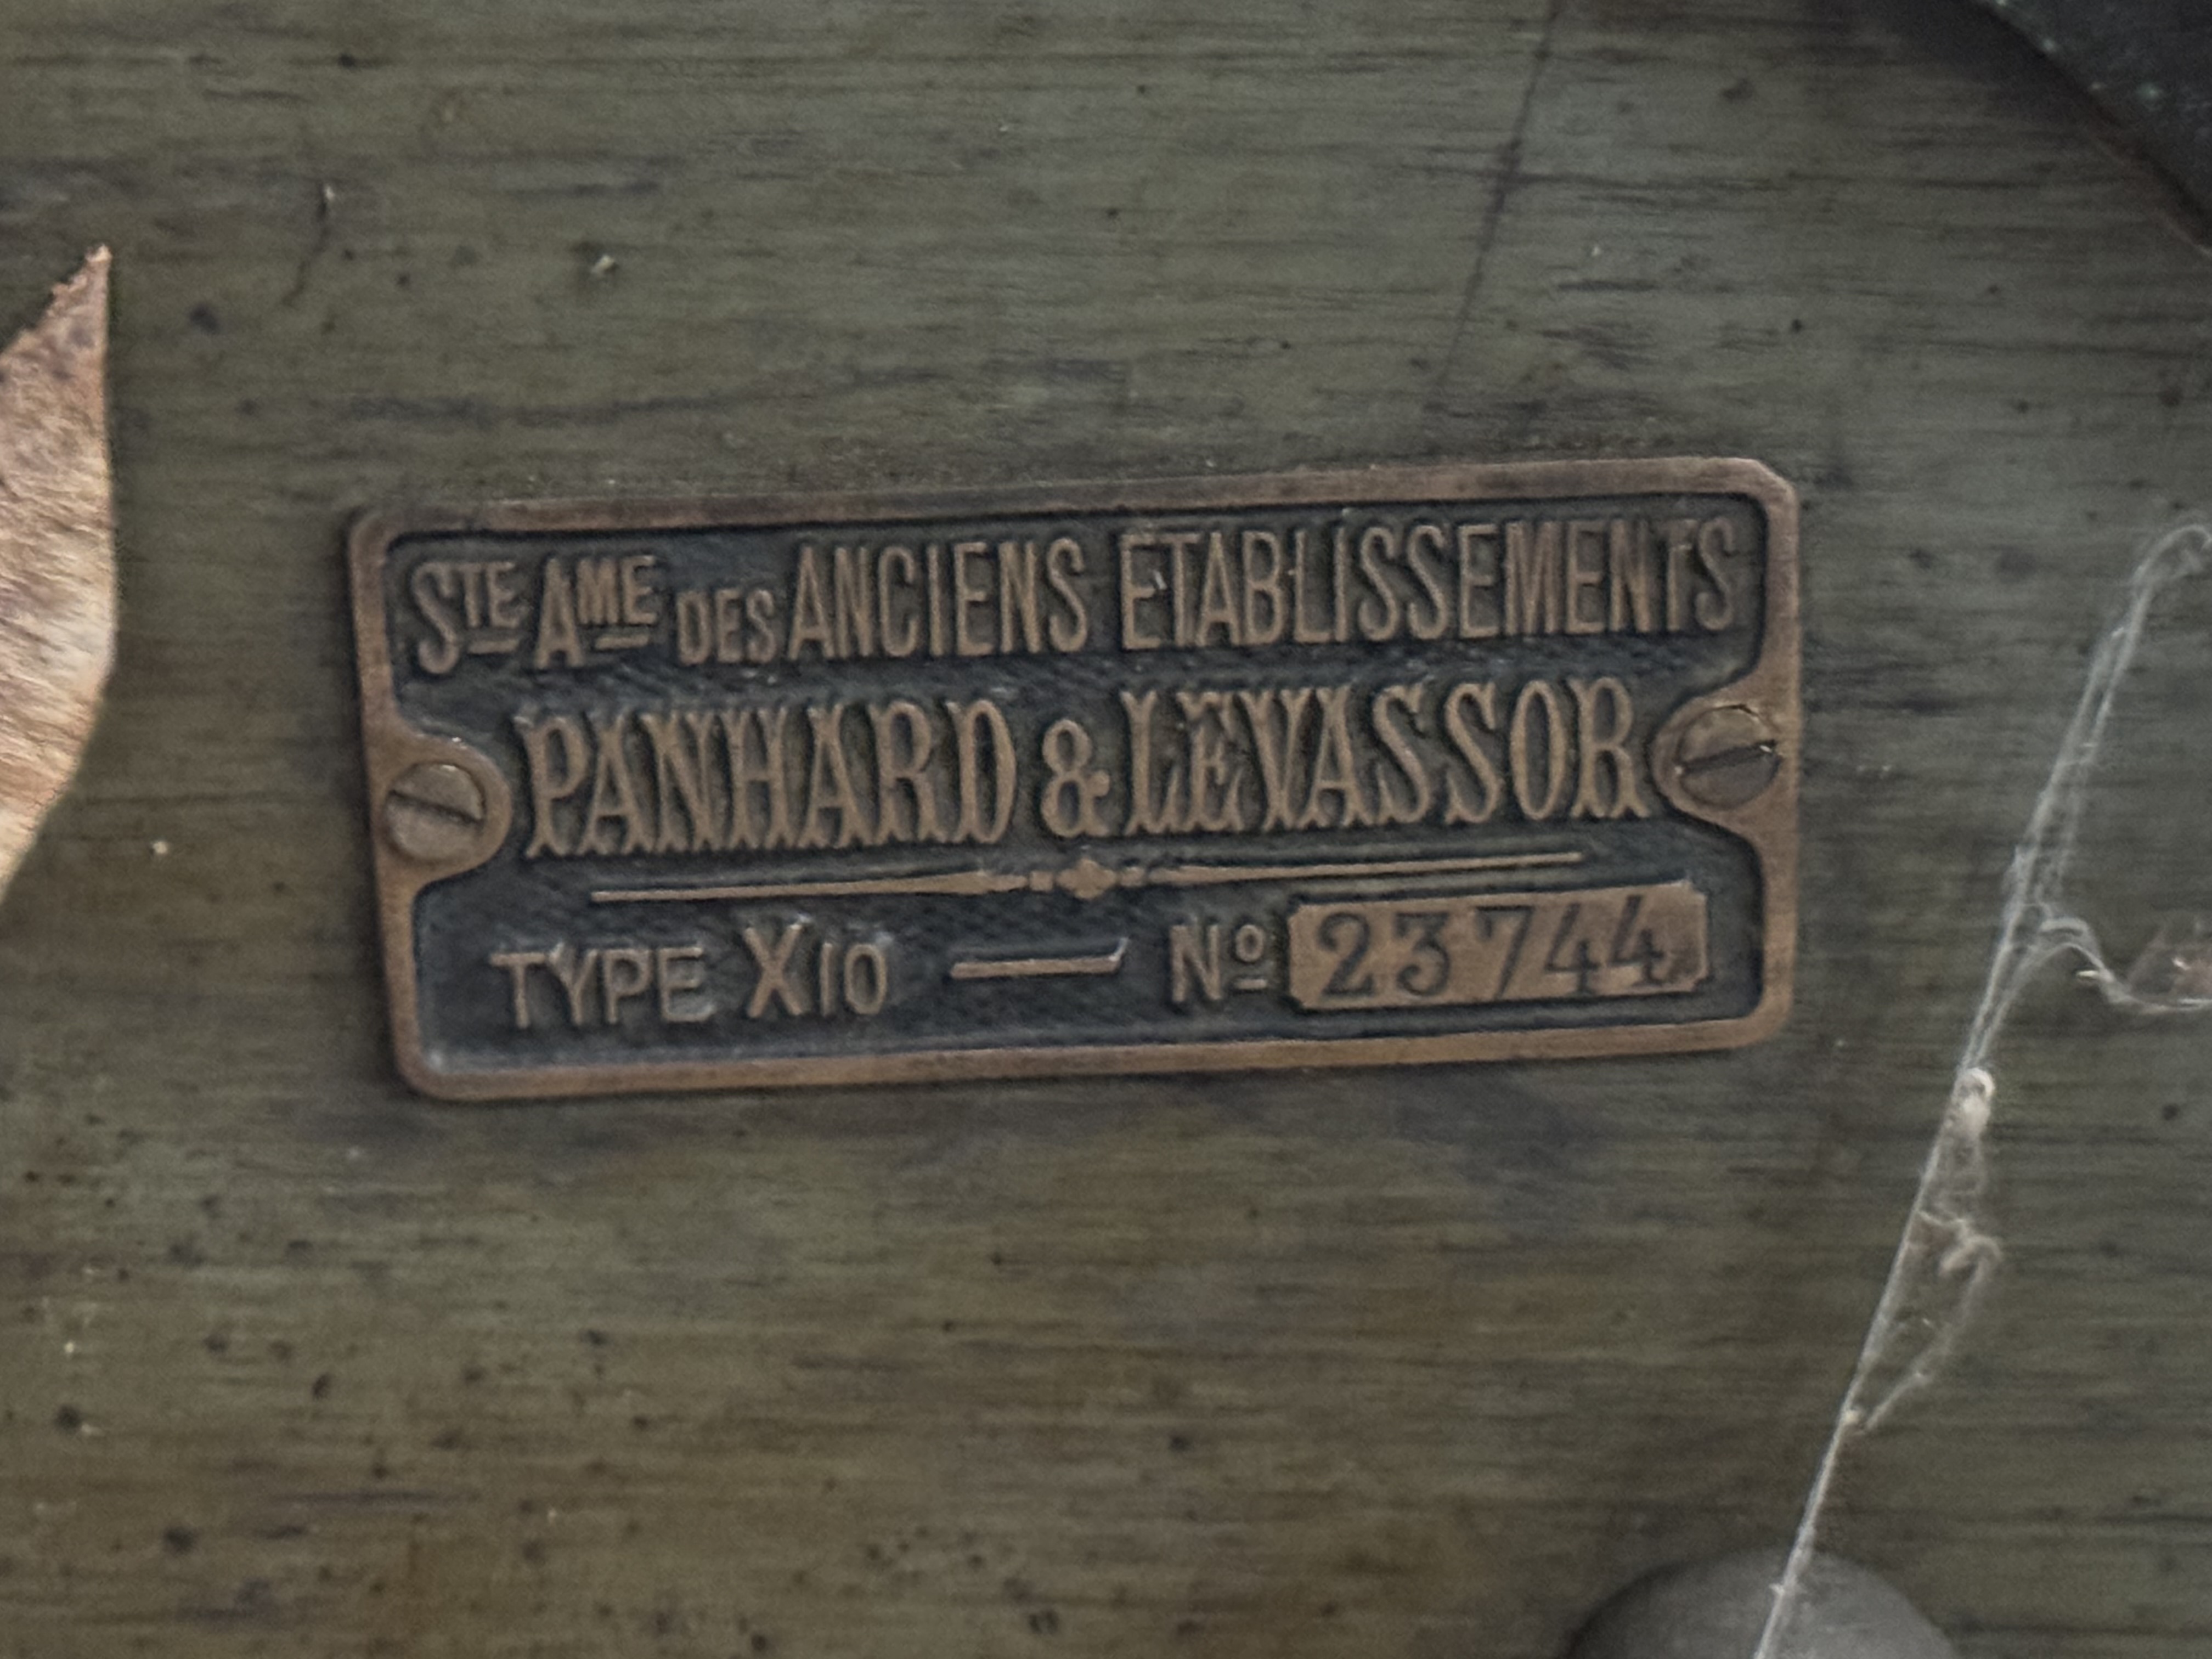 STE AME DES ANCIENS ETABLISSEMENTS
PANHARD & LEVASSOR
TYPE X10 — Nº 23744